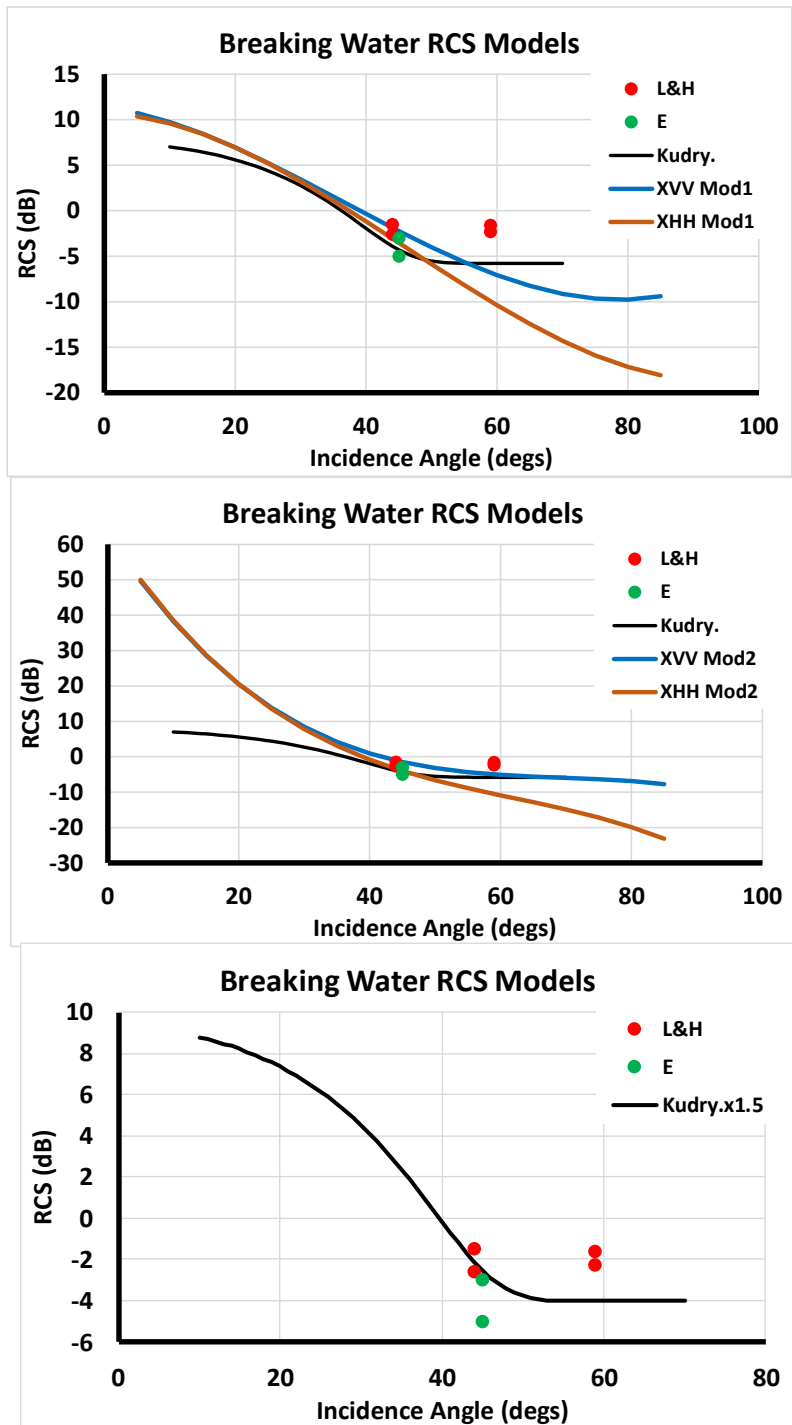 Breaking Water RCS Models
15
10
5
0
-5
-10
-15
-20
RCS (dB)
L&H
E
Kudry.
XVV Mod1
XHH Mod1
0 20 40 60 80 100
Incidence Angle (degs)
Breaking Water RCS Models
60
50
40
30
20
10
0
-10
-20
-30
RCS (dB)
L&H
E
Kudry.
XVV Mod2
XHH Mod2
0 20 40 60 80 100
Incidence Angle (degs)
Breaking Water RCS Models
10
8
6
4
2
0
-2
-4
-6
RCS (dB)
L&H
E
Kudry.x1.5
0 20 40 60 80
Incidence Angle (degs)